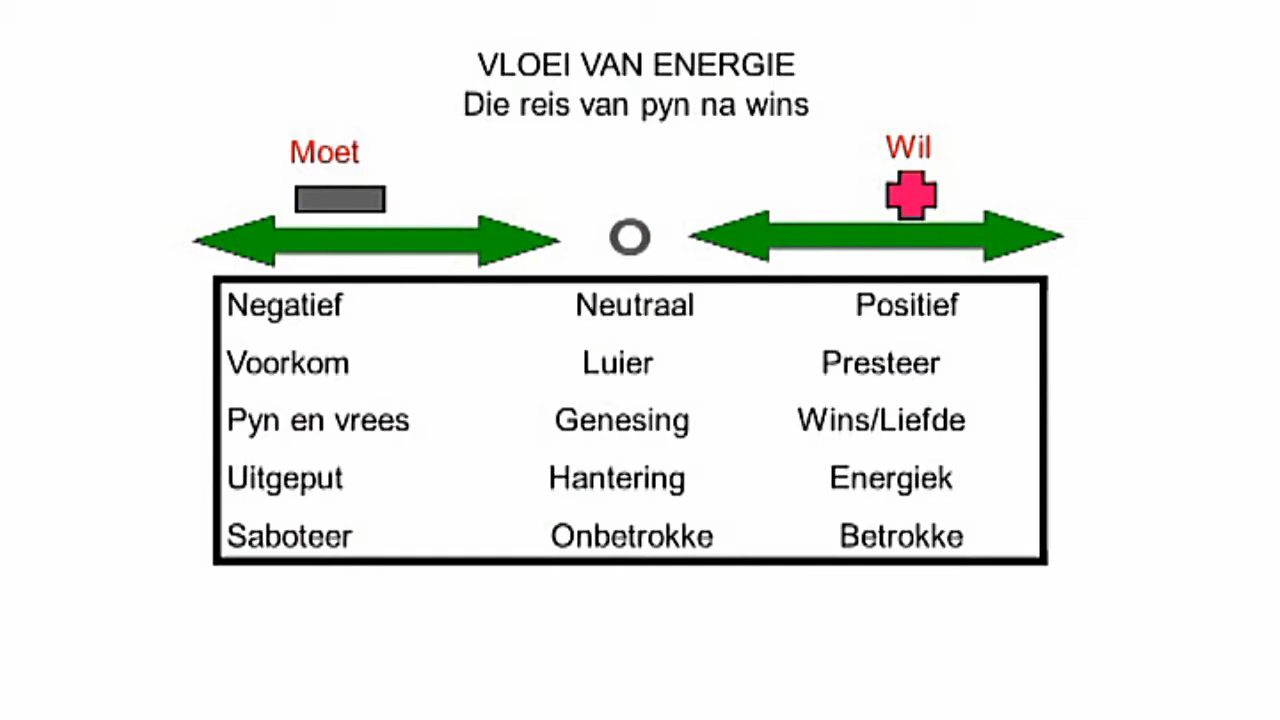 VLOEI VAN ENERGIE
Die reis van pyn na wins
Moet
Wil
Negatief Neutraal Positief
Voorkom Luier Presteer
Pyn en vrees Genesing Wins/Liefde
Uitgeput Hantering Energiek
Saboteer Onbetrokke Betrokke